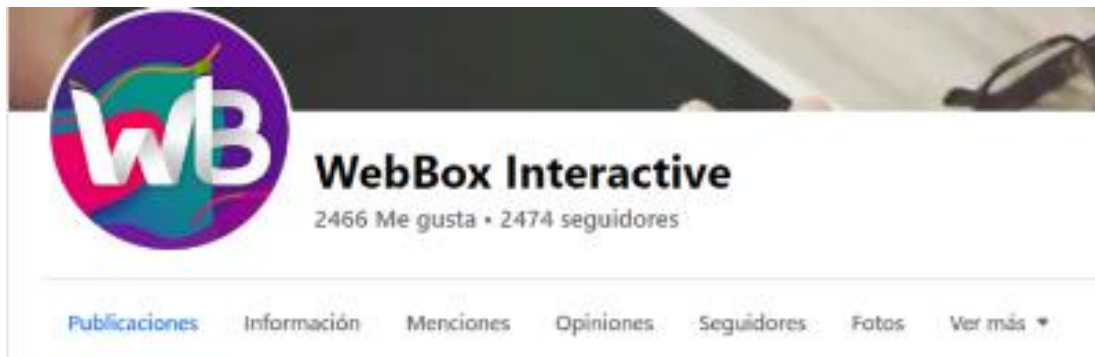 WB
WebBox Interactive
2466 Me gusta • 2474 seguidores
Publicaciones Información Menciones Opiniones Seguidores Fotos Ver más